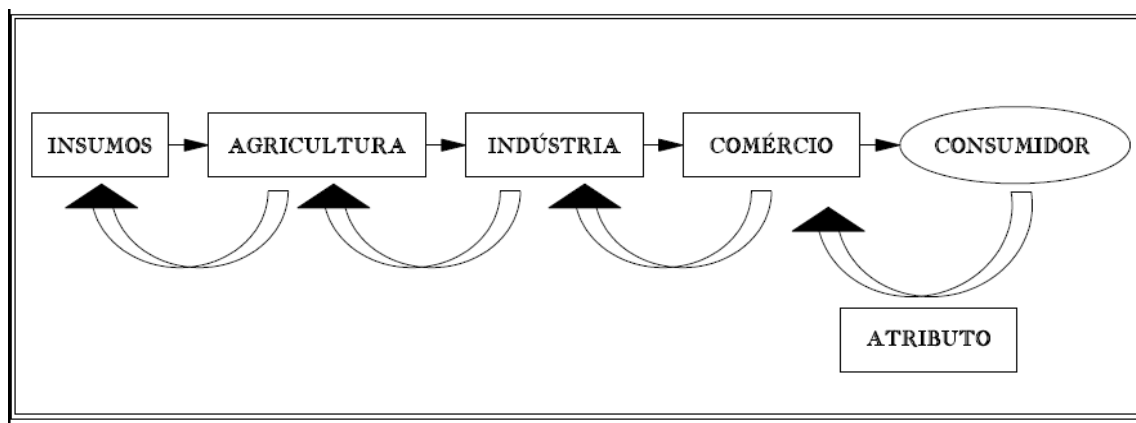 INSUMOS
AGRICULTURA
INDÚSTRIA
COMÉRCIO
CONSUMIDOR
ATRIBUTO